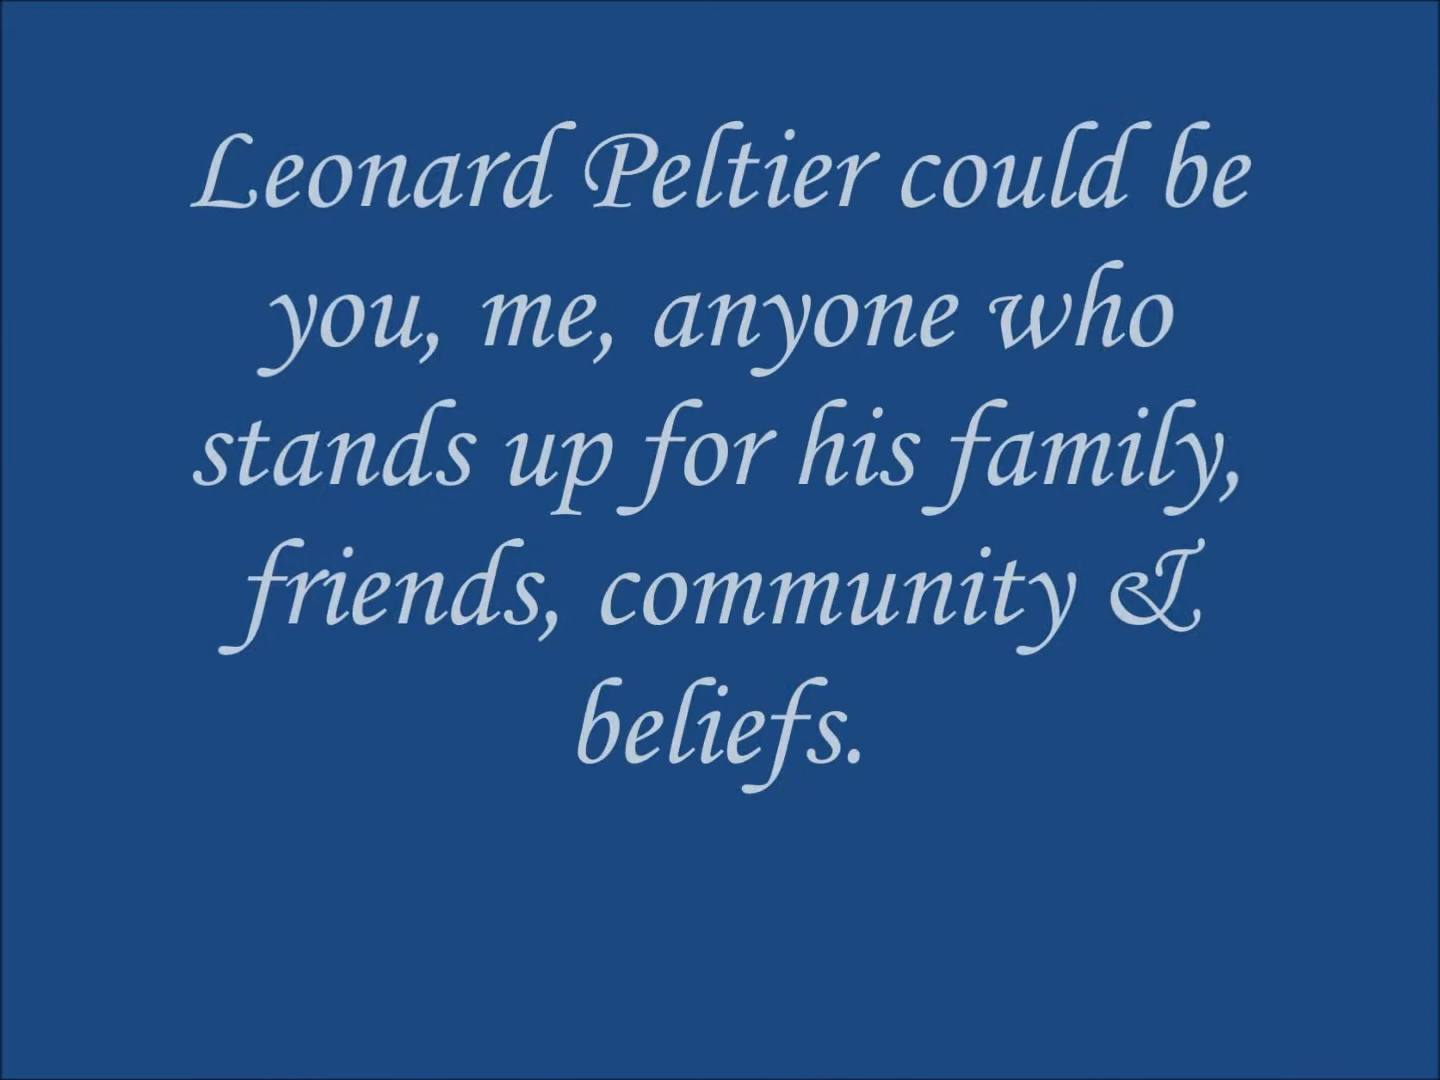 Leonard Peltier could be
you, me, anyone who
stands up for his family,
friends, community &
beliefs.